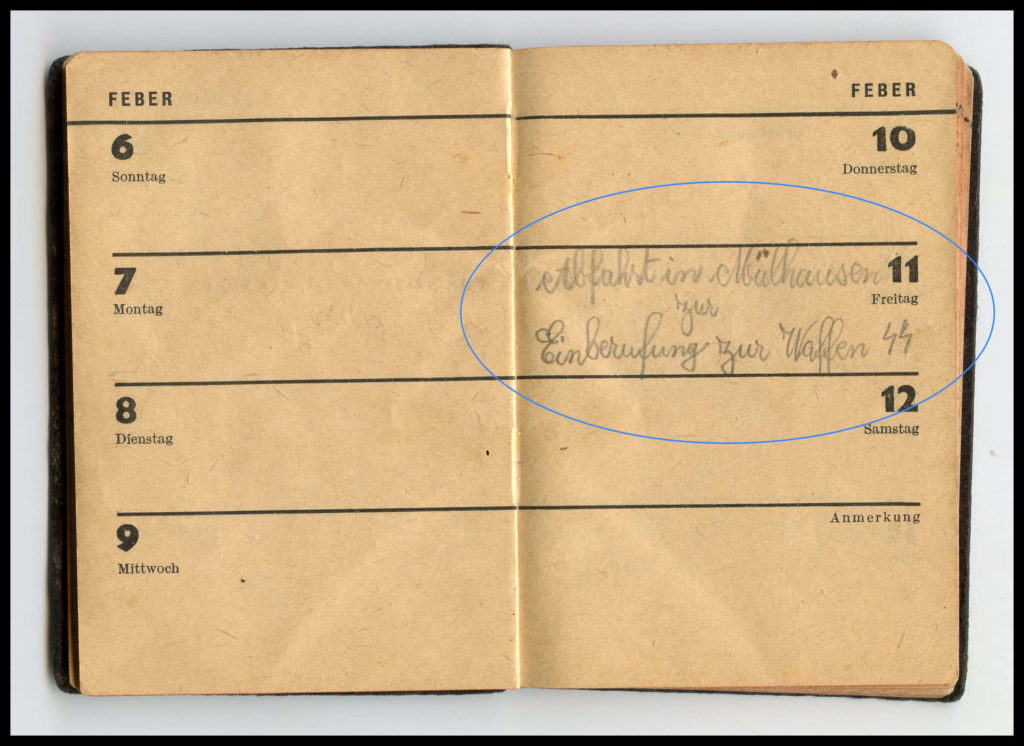 FEBER
6
Sonntag
7
Montag
8
Dienstag
9
Mittwoch
FEBER
10
Donnerstag
Abfahrt in Mülhausen
zur
Einberufung zur Waffen ᛋᛋ
11
Freitag
12
Samstag
Anmerkung